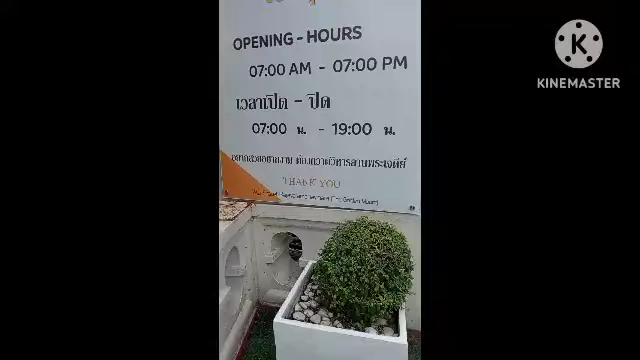 OPENING - HOURS
07:00 AM - 07:00 PM
เวลาเปิด - ปิด
07:00 น. - 19:00 น.
THANK YOU
KINEMASTER